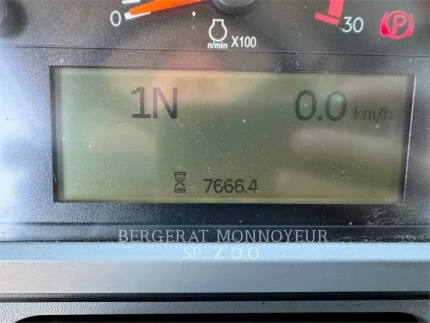 0
n/min X100
30
P
1N 0.0 km/h
7666.4
BERGERAT MONNOYEUR
SP. Z O.O.